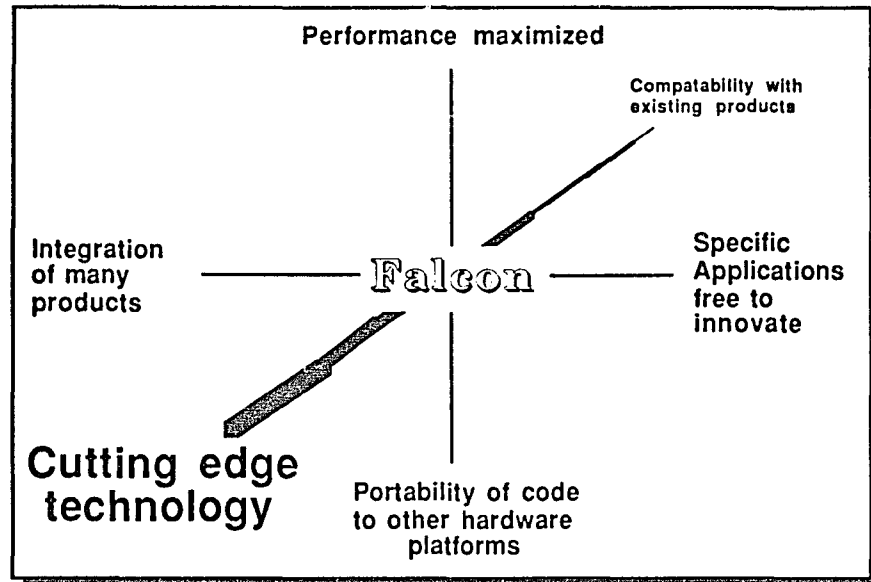 Performance maximized
Compatability with
existing products
Integration
of many
products
Falcon
Specific
Applications
free to
innovate
Cutting edge
technology
Portability of code
to other hardware
platforms